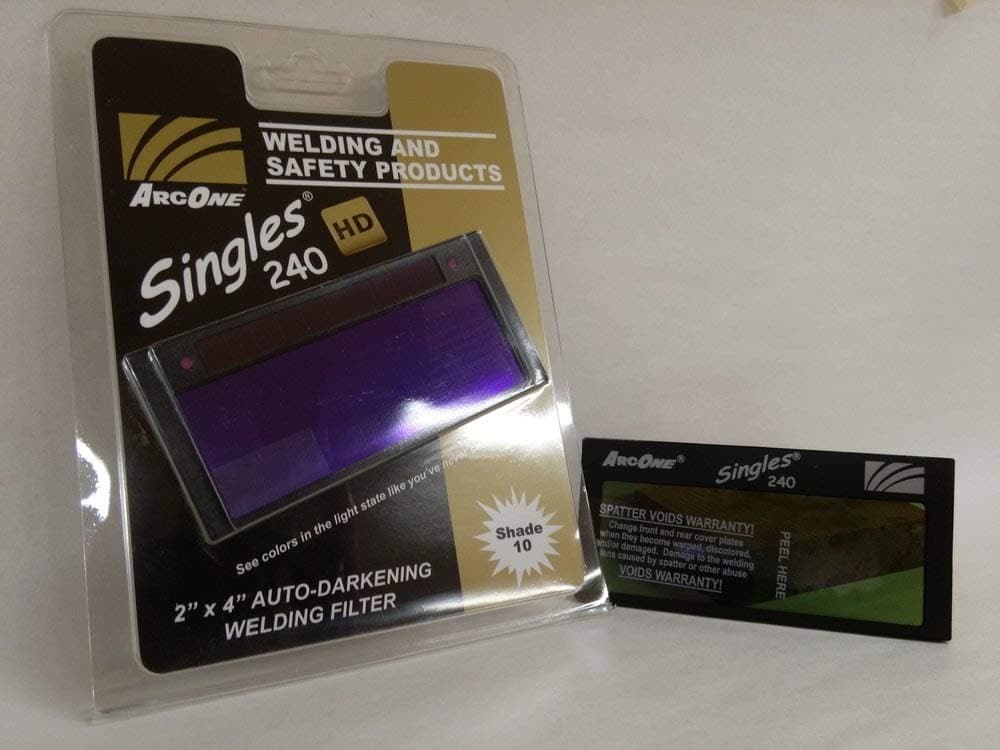 WELDING AND
SAFETY PRODUCTS
ARCONE™
Singles®
240
HD
See colors in the light state like you've never
Shade
10
2” x 4” AUTO-DARKENING
WELDING FILTER
ARCONE®
Singles®
240
SPATTER VOIDS WARRANTY!
Change front and rear cover plates
when they become warped, discolored,
and/or damaged. Damage to the welding
lens caused by spatter or other abuse
VOIDS WARRANTY!
PEEL HERE